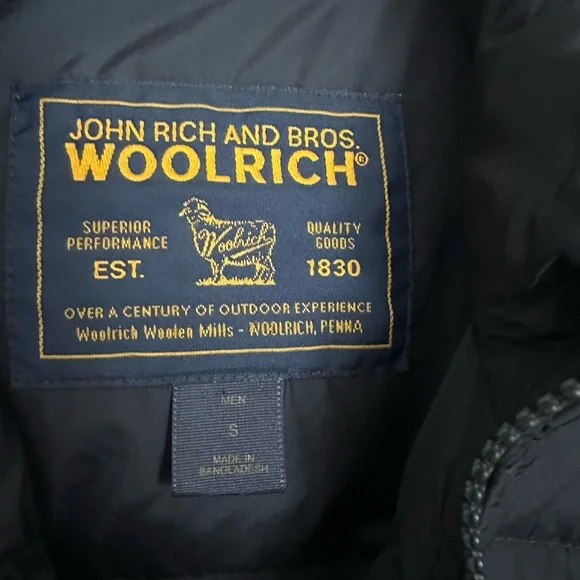 JOHN RICH AND BROS.
WOOLRICH®
SUPERIOR
PERFORMANCE
EST.
Woolrich
QUALITY
GOODS
1830
OVER A CENTURY OF OUTDOOR EXPERIENCE
Woolrich Woolen Mills - WOOLRICH, PENNA
MEN
S
MADE IN
BANGLADESH